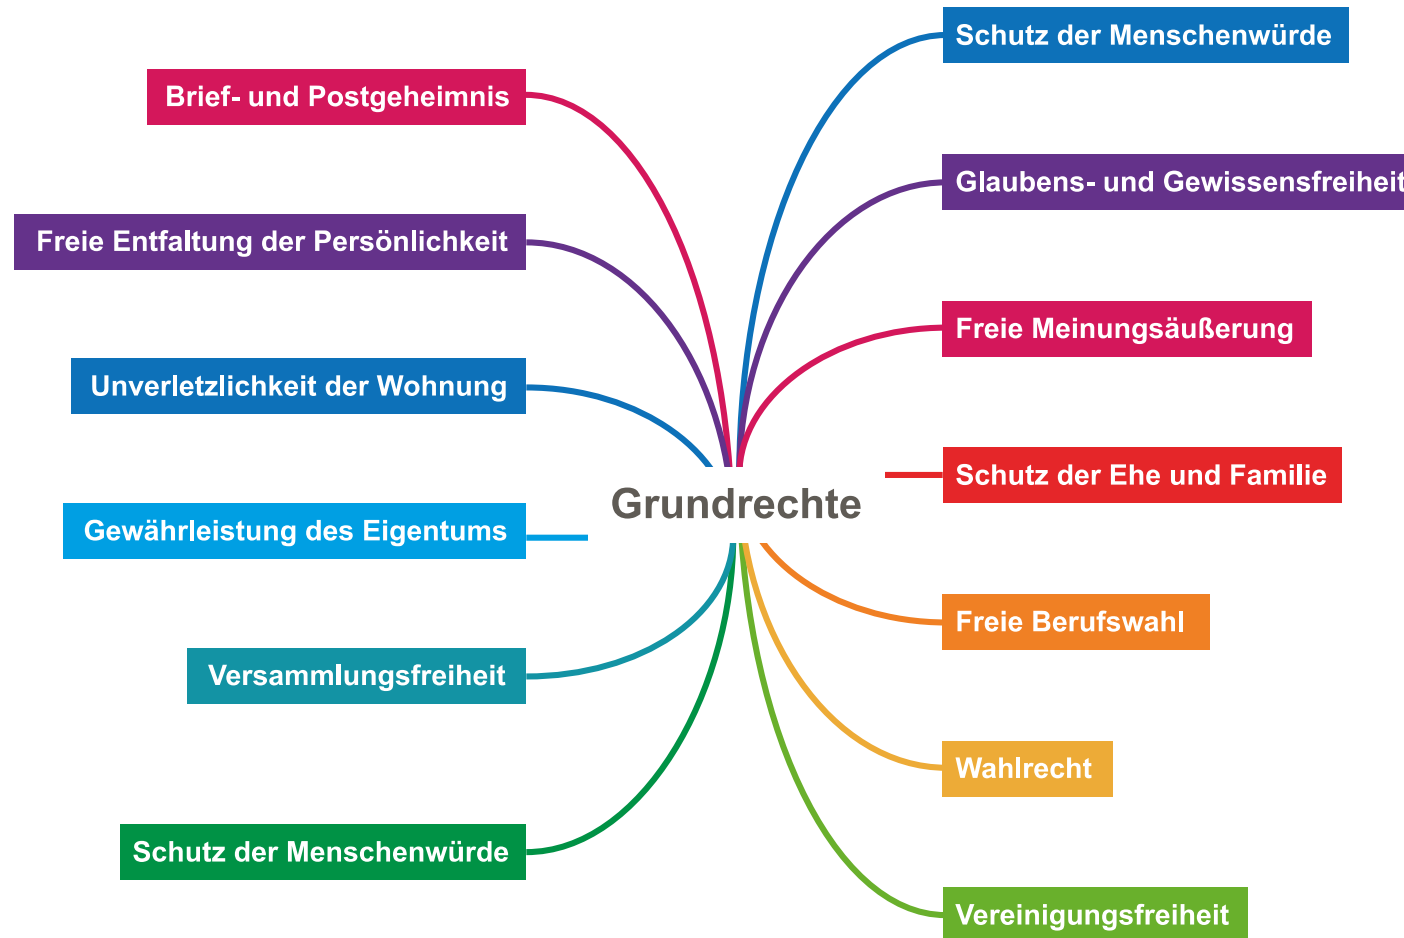 Schutz der Menschenwürde
Brief- und Postgeheimnis
Glaubens- und Gewissensfreiheit
Freie Entfaltung der Persönlichkeit
Freie Meinungsäußerung
Unverletzlichkeit der Wohnung
Schutz der Ehe und Familie
Grundrechte
Gewährleistung des Eigentums
Freie Berufswahl
Versammlungsfreiheit
Wahlrecht
Schutz der Menschenwürde
Vereinigungsfreiheit